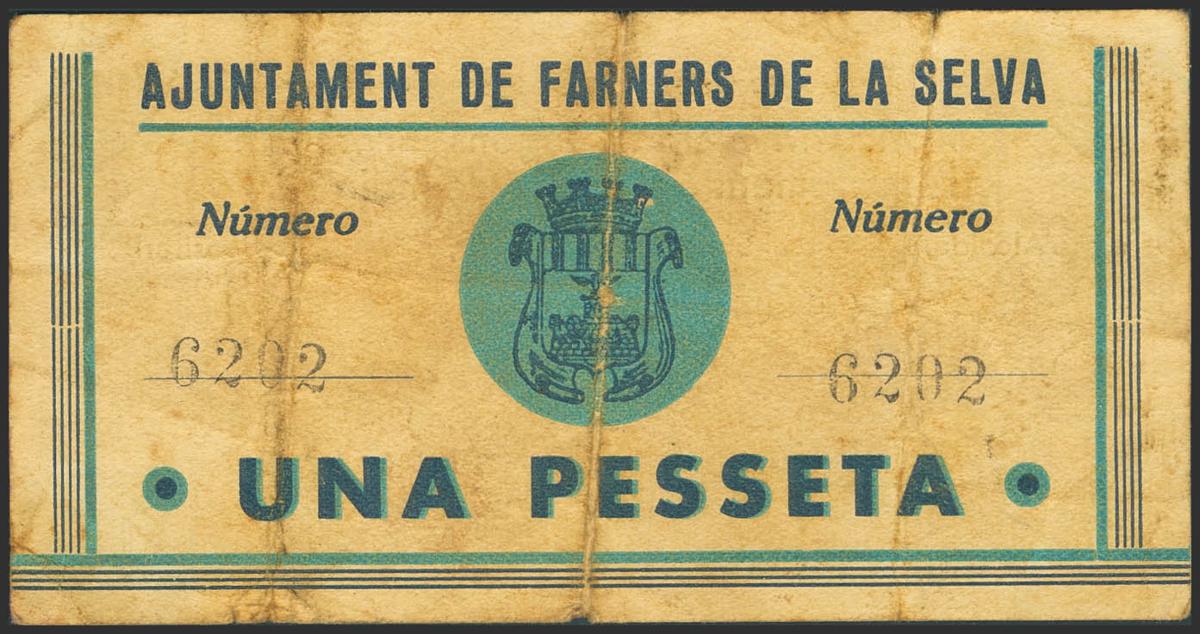 AJUNTAMENT DE FARNERS DE LA SELVA
Número Número
6202 6202
UNA PESSETA